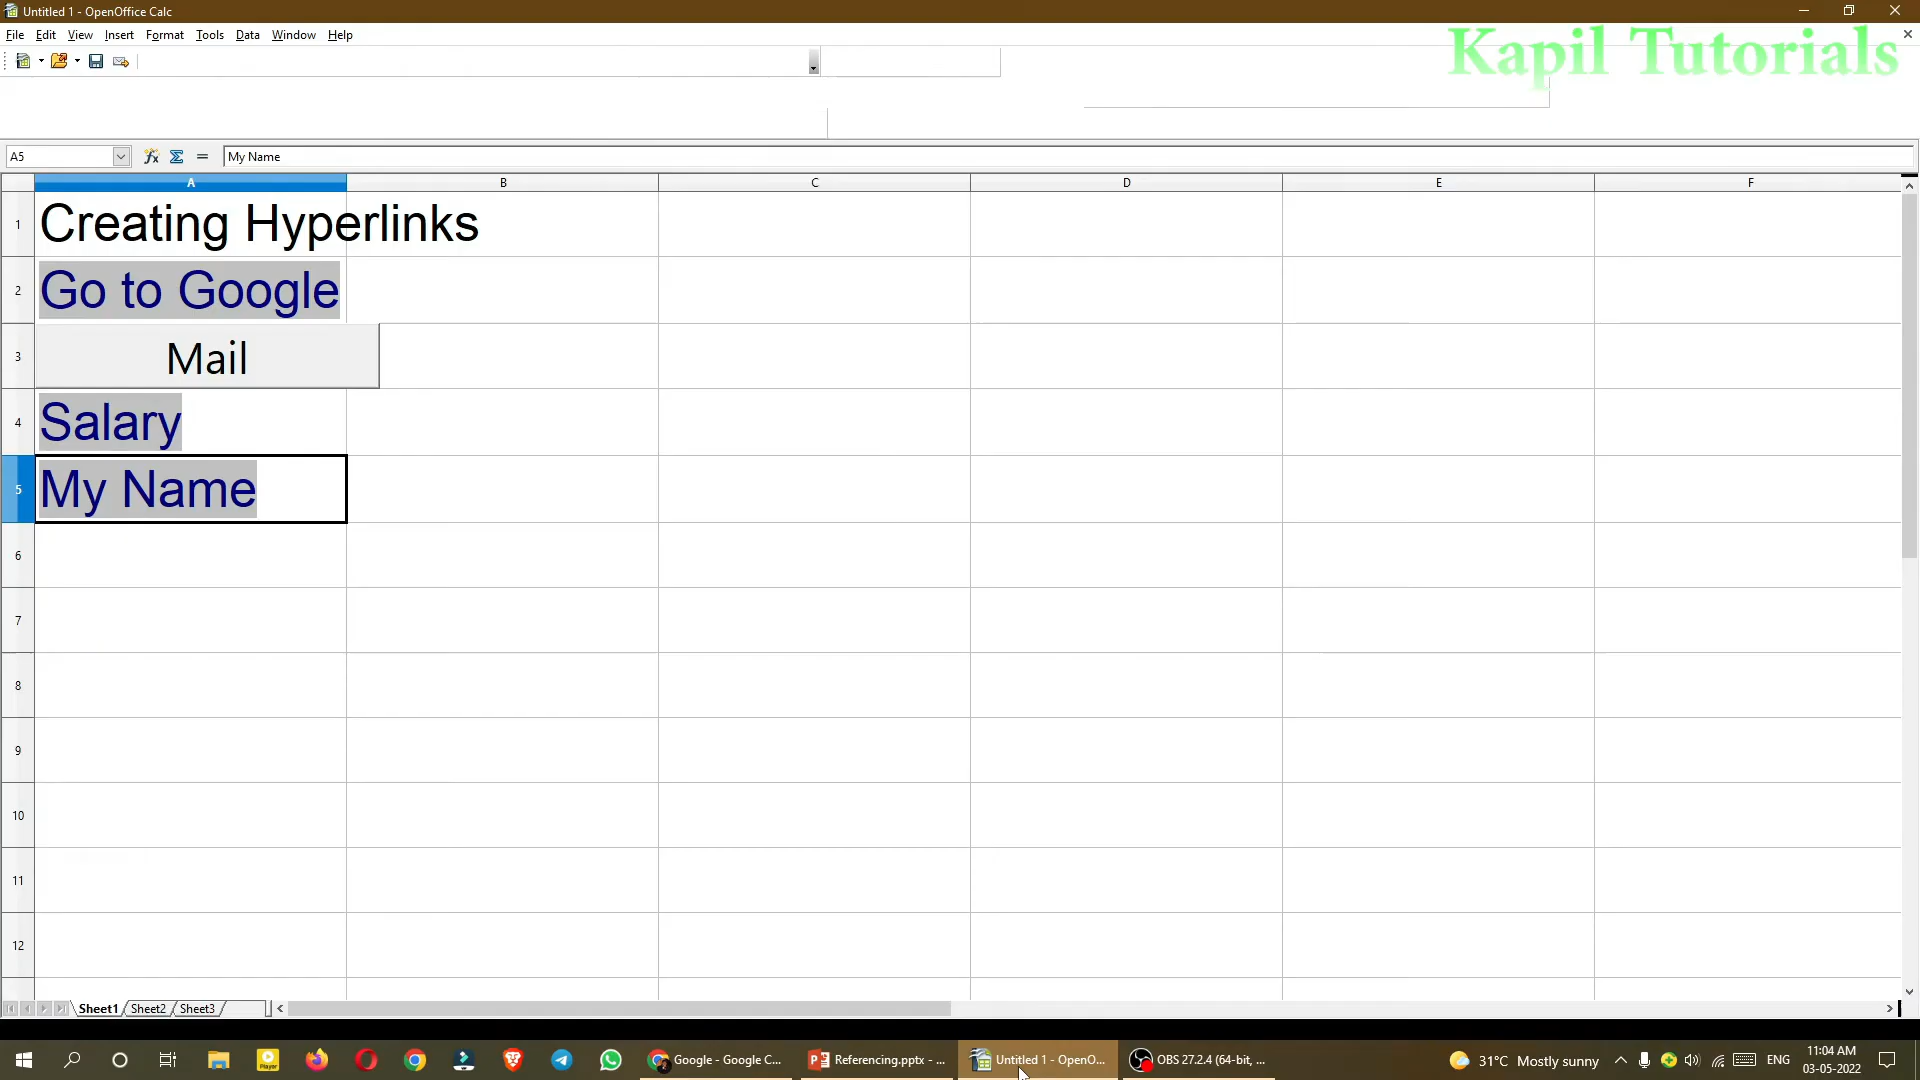 Untitled 1 - OpenOffice Calc
File Edit View Insert Format Tools Data Window Help
Kapil Tutorials
A5 My Name
A B C D E F
1 Creating Hyperlinks
2 Go to Google
3 Mail
4 Salary
5 My Name
6
7
8
9
10
11
12
Sheet1 Sheet2 Sheet3
Google - Google C... Referencing.pptx - ... Untitled 1 - OpenO... OBS 27.2.4 (64-bit, ... 31°C Mostly sunny ENG 11:04 AM
03-05-2022